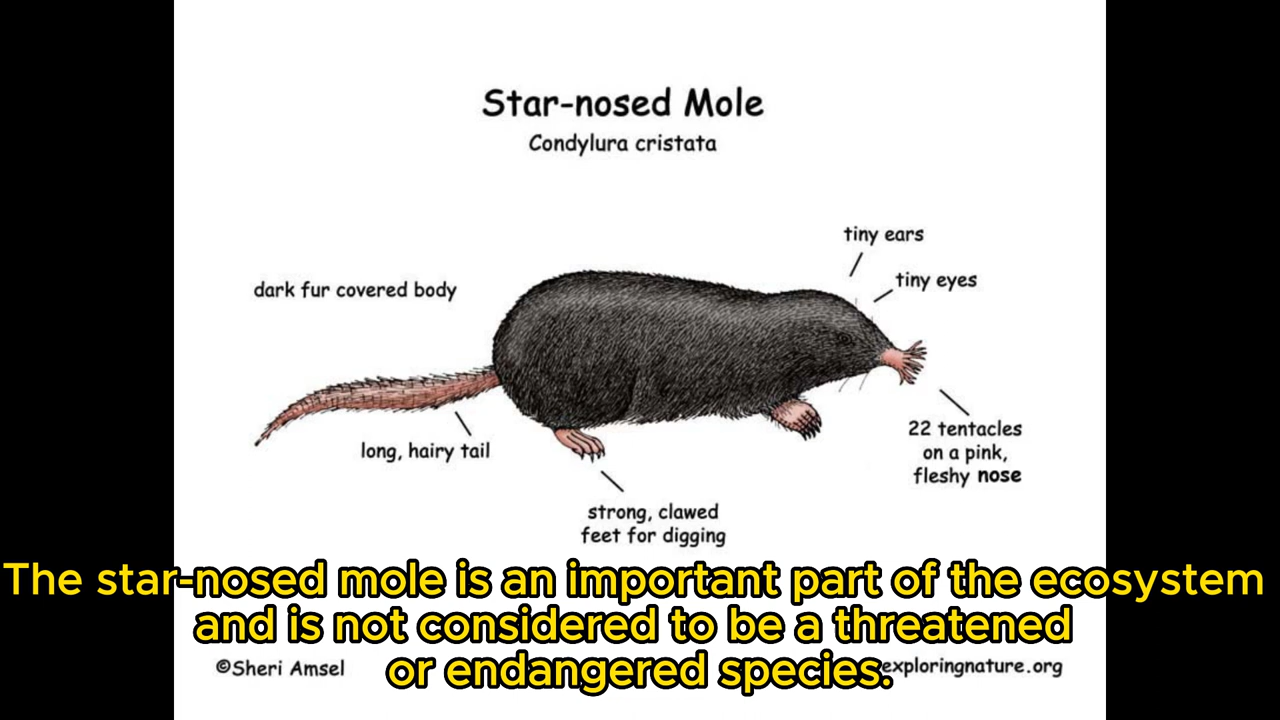 Star-nosed Mole
Condylura cristata
tiny ears
tiny eyes
dark fur covered body
22 tentacles
on a pink,
fleshy nose
long, hairy tail
strong, clawed
feet for digging
The star-nosed mole is an important part of the ecosystem
and is not considered to be a threatened
or endangered species.
©Sheri Amsel
exploringnature.org